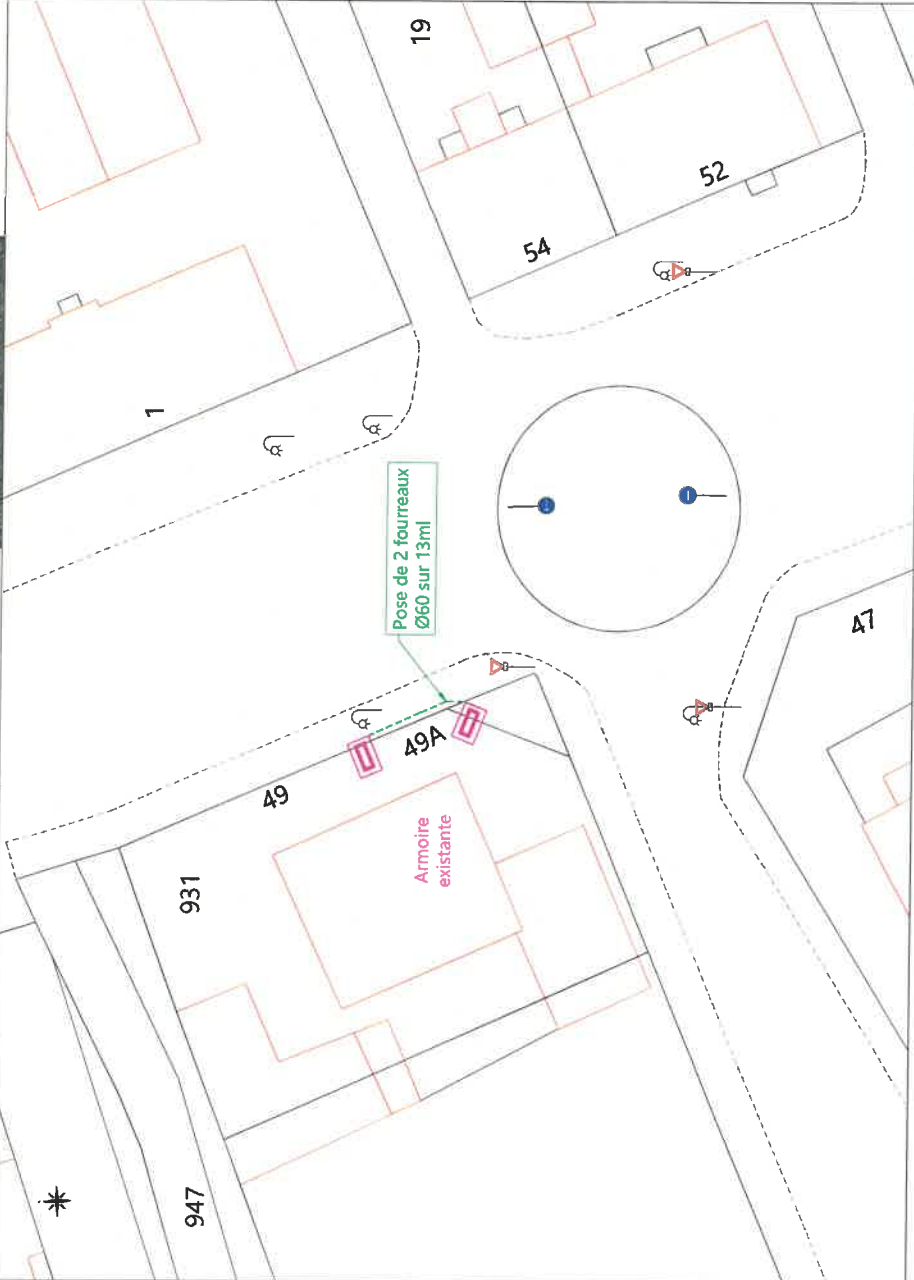 19
52
54
1
Pose de 2 fourreaux
Ø60 sur 13ml
47
49A
49
Armoire
existante
931
947